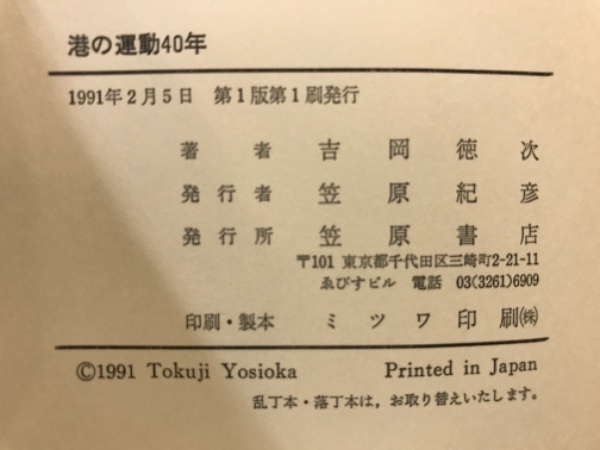 港の運動40年
1991年2月5日 第1版第1刷発行
著者 吉岡徳次
発行者 笠原紀彦
発行所 笠原書店
〒101 東京都千代田区三崎町2-21-11
ゑびすビル 電話 03(3261)6909
印刷・製本 ミツワ印刷㈱
©1991 Tokuji Yosioka Printed in Japan
乱丁本・落丁本は，お取り替えいたします。